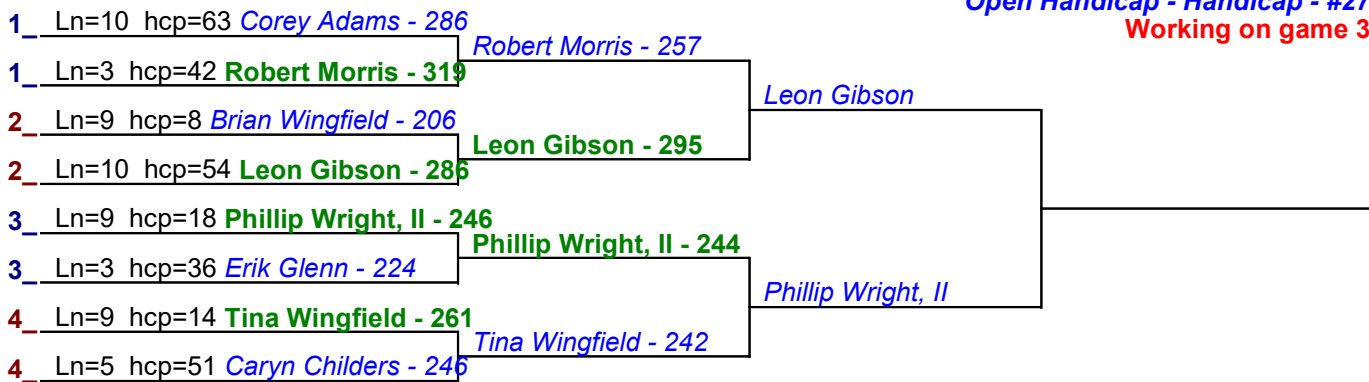 Open Handicap - Handicap - #27
Working on game 3
1_ Ln=10 hcp=63 Corey Adams - 286
Robert Morris - 257
1_ Ln=3 hcp=42 Robert Morris - 319
Leon Gibson
2_ Ln=9 hcp=8 Brian Wingfield - 206
Leon Gibson - 295
2_ Ln=10 hcp=54 Leon Gibson - 286
3_ Ln=9 hcp=18 Phillip Wright, II - 246
Phillip Wright, II - 244
3_ Ln=3 hcp=36 Erik Glenn - 224
Phillip Wright, II
4_ Ln=9 hcp=14 Tina Wingfield - 261
Tina Wingfield - 242
4_ Ln=5 hcp=51 Caryn Childers - 246